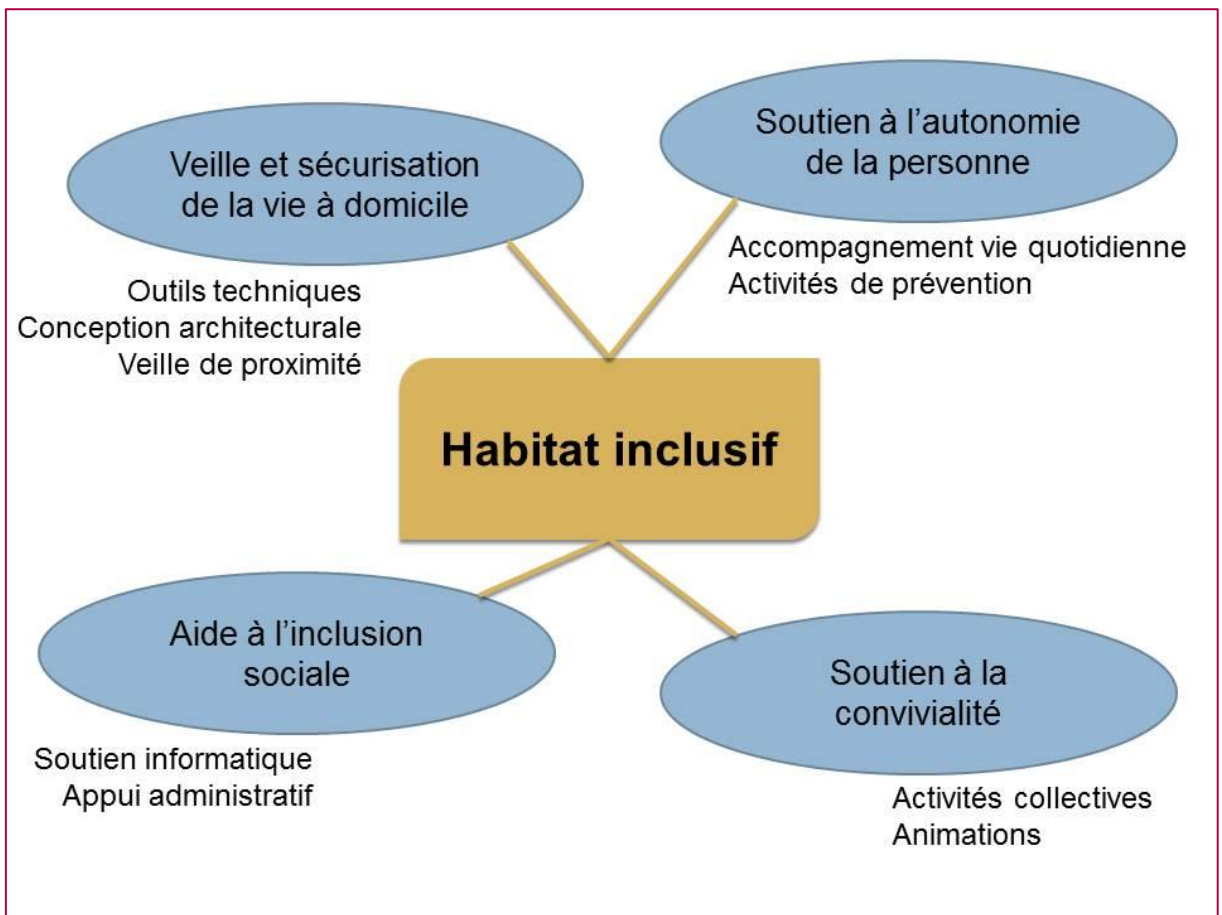 Veille et sécurisation
de la vie à domicile
Outils techniques
Conception architecturale
Veille de proximité
Soutien à l’autonomie
de la personne
Accompagnement vie quotidienne
Activités de prévention
Habitat inclusif
Aide à l’inclusion
sociale
Soutien informatique
Appui administratif
Soutien à la
convivialité
Activités collectives
Animations